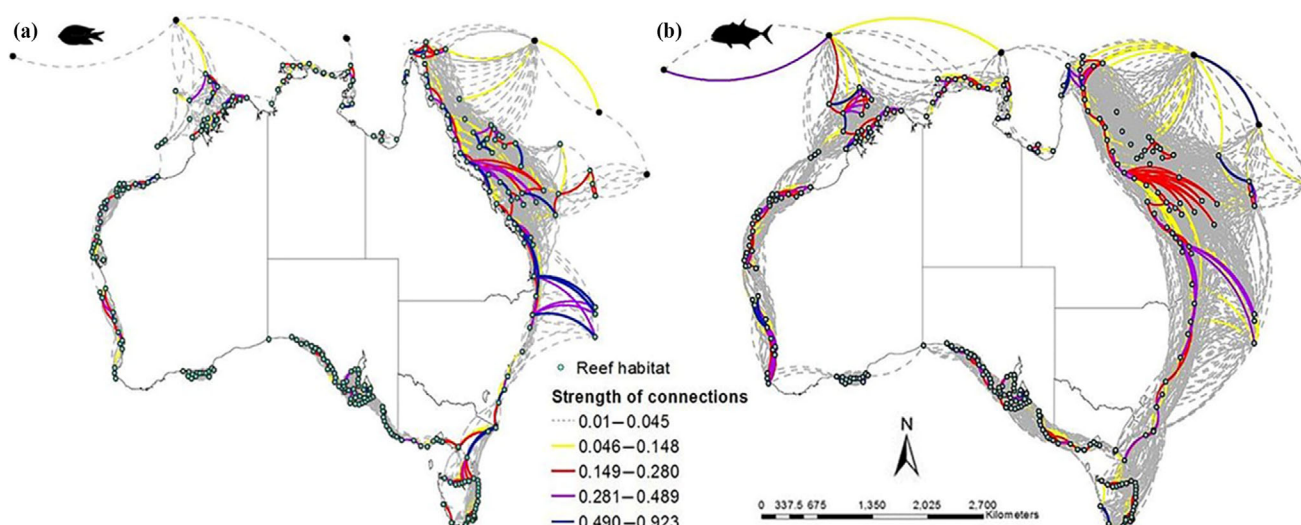 (a)
(b)
Reef habitat
Strength of connections
0.01–0.045
0.046–0.148
0.149–0.280
0.281–0.489
0.490–0.923
N
0 337.5 675 1,350 2,025 2,700
Kilometers